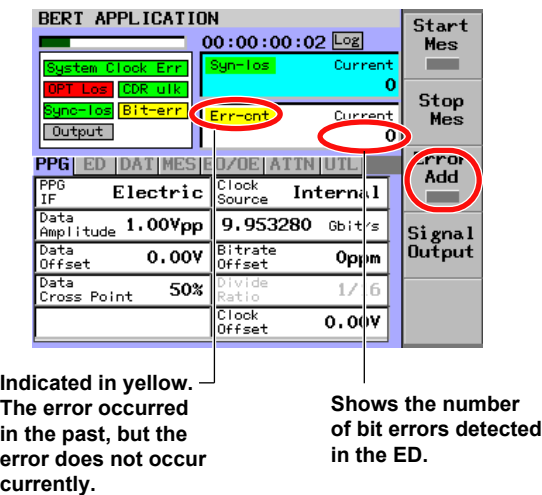 BERT APPLICATION
00:00:00:02 Log
System Clock Err
OPT Los CDR ulk
Sync-los Bit-err
Output
Syn-los Current
0
Err-cnt Current
0
PPG ED DAT MES EO/OE ATTN UTL
PPG IF Electric
Clock Source Internal
Data Amplitude 1.00Vpp
9.953280 Gbit/s
Data Offset 0.00V
Bitrate Offset 0ppm
Data Cross Point 50%
Divide Ratio 1/16
Clock Offset 0.00V
Start
Mes
Stop
Mes
Error
Add
Signal
Output
Indicated in yellow.
The error occurred
in the past, but the
error does not occur
currently.
Shows the number
of bit errors detected
in the ED.